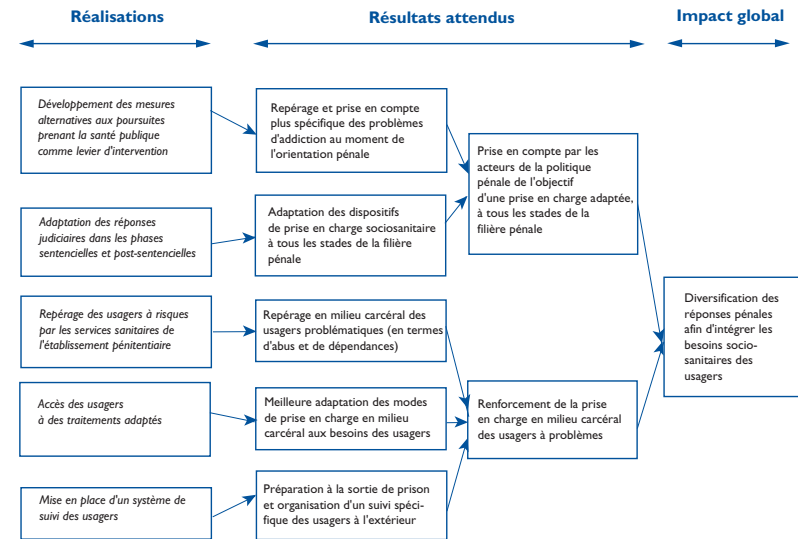 Réalisations
Résultats attendus
Impact global
Développement des mesures
alternatives aux poursuites
prenant la santé publique
comme levier d'intervention
Repérage et prise en compte
plus spécifique des problèmes
d'addiction au moment de
l'orientation pénale
Prise en compte par les
acteurs de la politique
pénale de l'objectif
d'une prise en charge adaptée,
à tous les stades de la
filière pénale
Adaptation des réponses
judiciaires dans les phases
sentencielles et post-sentencielles
Adaptation des dispositifs
de prise en charge sociosanitaire
à tous les stades de la filière
pénale
Repérage des usagers à risques
par les services sanitaires de
l'établissement pénitentiaire
Repérage en milieu carcéral des
usagers problématiques (en termes
d'abus et de dépendances)
Diversification des
réponses pénales
afin d'intégrer les
besoins socio-
sanitaires des
usagers
Accès des usagers
à des traitements adaptés
Meilleure adaptation des modes
de prise en charge en milieu
carcéral aux besoins des usagers
Renforcement de la prise
en charge en milieu carcéral
des usagers à problèmes
Mise en place d'un système de
suivi des usagers
Préparation à la sortie de prison
et organisation d'un suivi spéci-
fique des usagers à l'extérieur